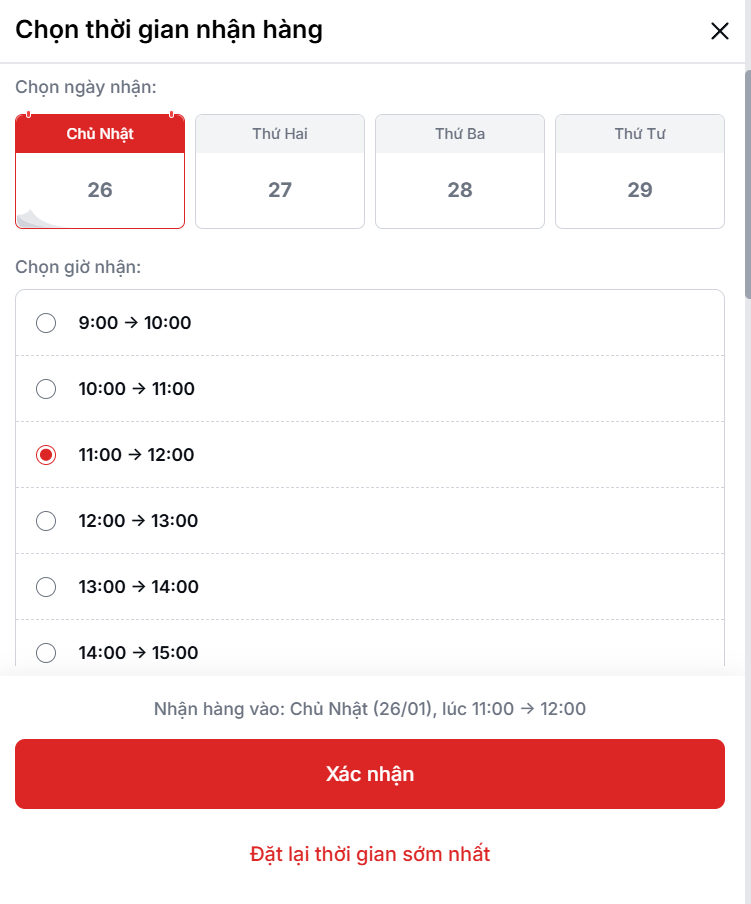 Chọn thời gian nhận hàng
Chọn ngày nhận:
Chủ Nhật Thứ Hai Thứ Ba Thứ Tư
26 27 28 29
Chọn giờ nhận:
9:00 → 10:00
10:00 → 11:00
11:00 → 12:00
12:00 → 13:00
13:00 → 14:00
14:00 → 15:00
Nhận hàng vào: Chủ Nhật (26/01), lúc 11:00 → 12:00
Xác nhận
Đặt lại thời gian sớm nhất